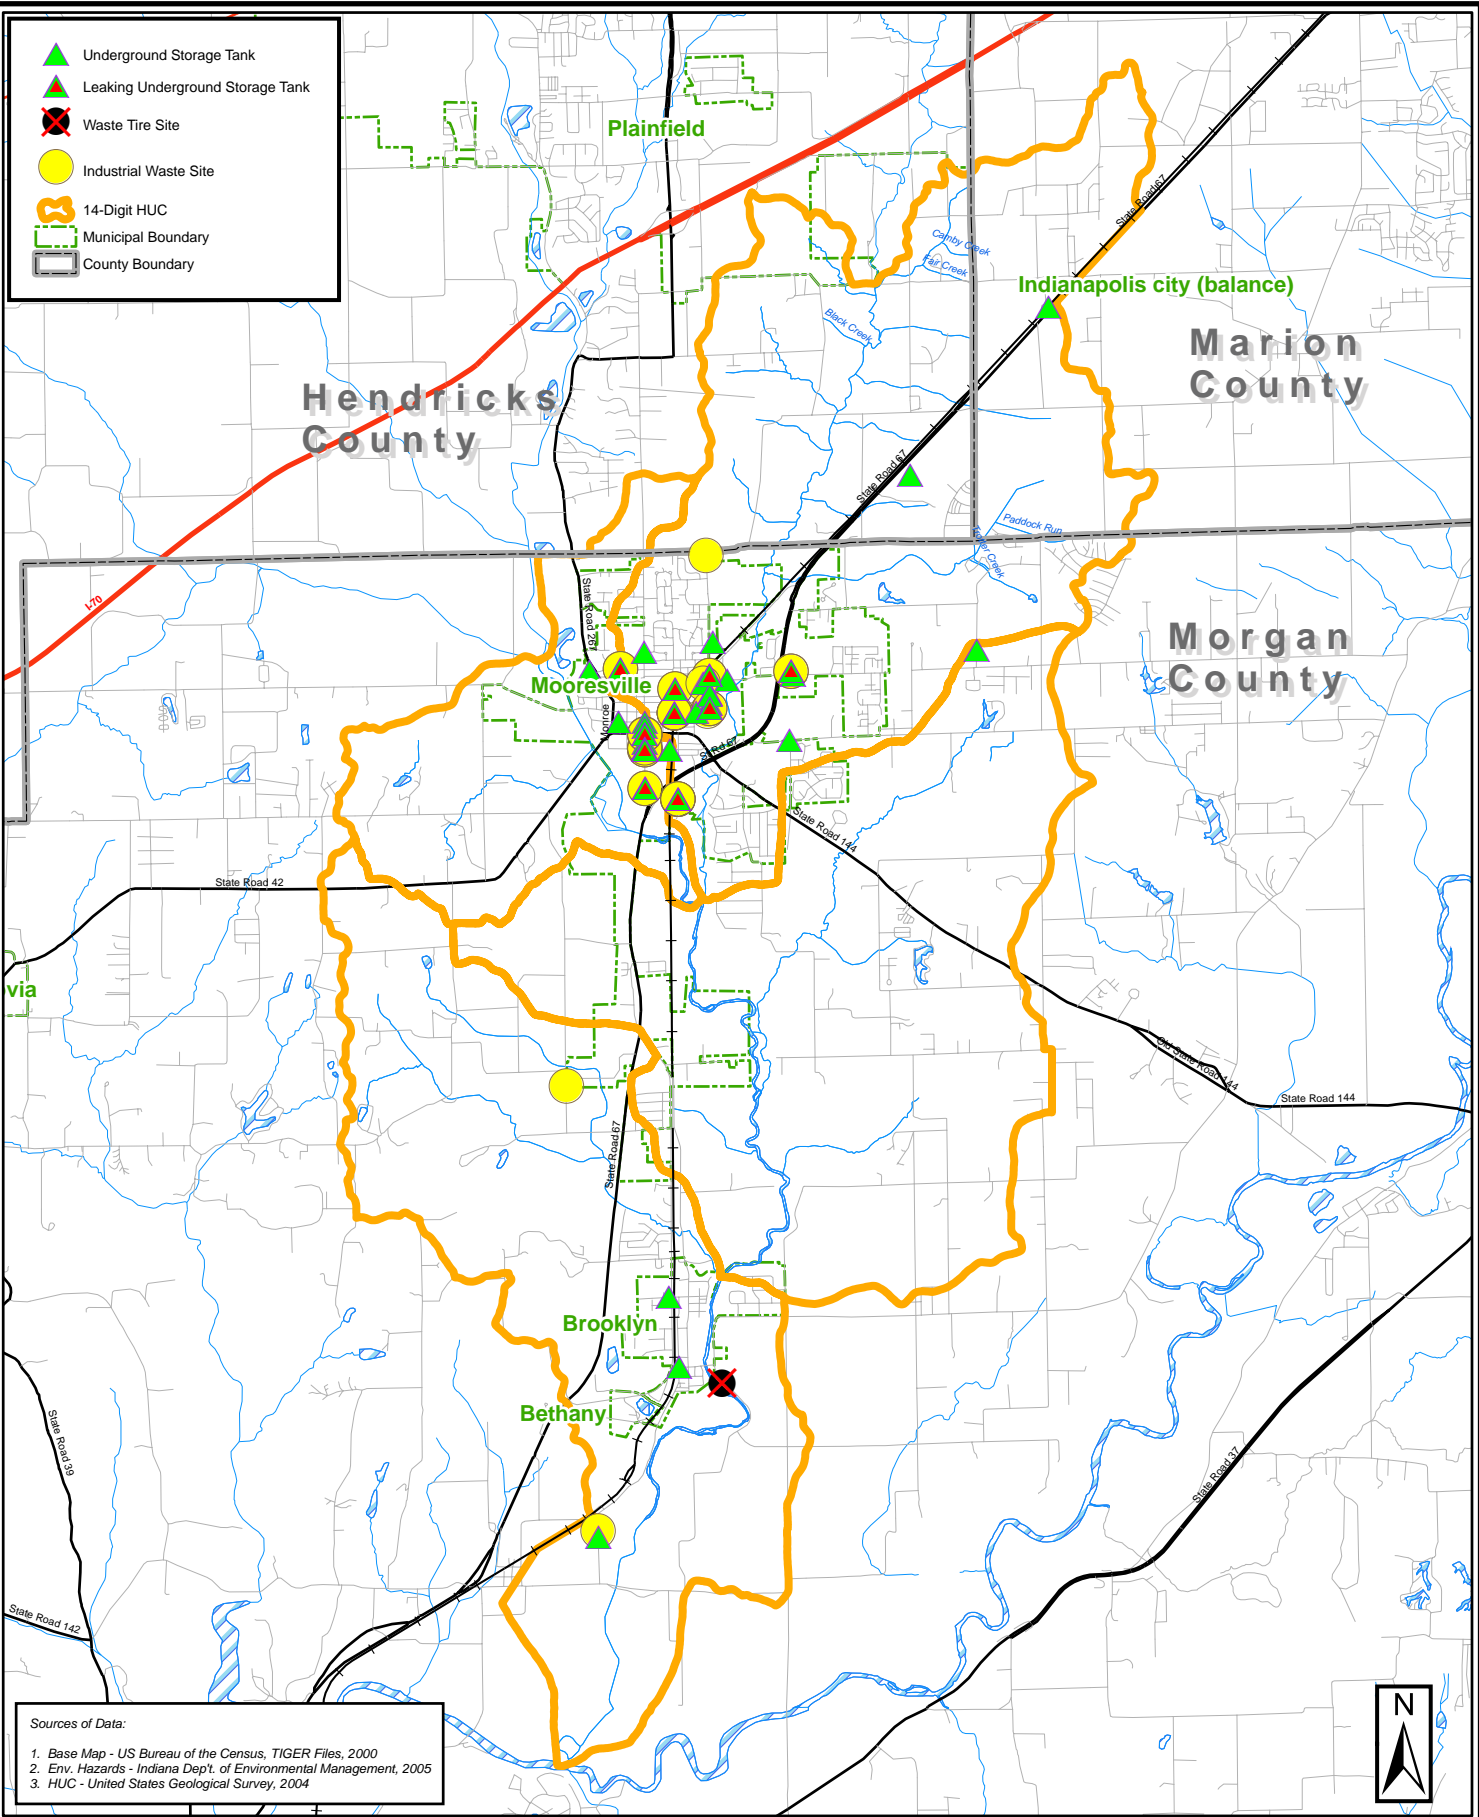 Underground Storage Tank
Leaking Underground Storage Tank
Waste Tire Site
Industrial Waste Site
14-Digit HUC
Municipal Boundary
County Boundary
Plainfield
State Road 67
Camby Creek
Fair Creek
Indianapolis city (balance)
Black Creek
Marion
County
Hendricks
County
State Road 67
Paddock Run
Creek
I-70
State Road 267
Morgan
County
Mooresville
Monroe
St Rd 67
State Road 144
State Road 42
via
Old State Road 144
State Road 144
State Road 67
Brooklyn
Bethany
State Road 39
State Road 37
State Road 142
N
Sources of Data:
1. Base Map - US Bureau of the Census, TIGER Files, 2000
2. Env. Hazards - Indiana Dep't. of Environmental Management, 2005
3. HUC - United States Geological Survey, 2004